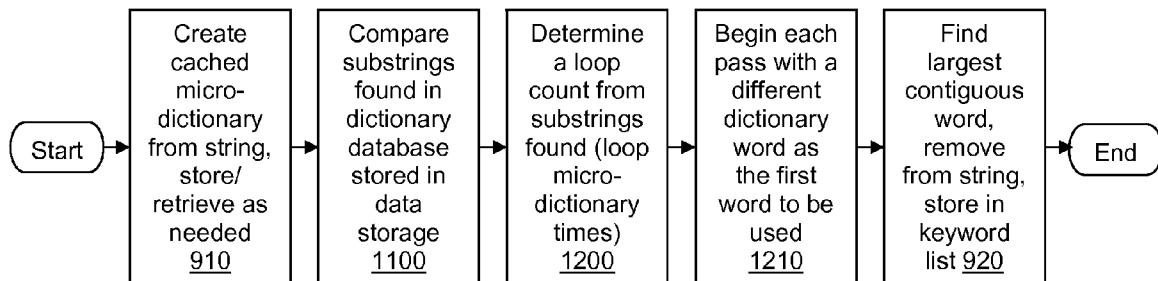 Start
Create
cached
micro-
dictionary
from string,
store/
retrieve as
needed
910
Compare
substrings
found in
dictionary
database
stored in
data
storage
1100
Determine
a loop
count from
substrings
found (loop
micro-
dictionary
times)
1200
Begin each
pass with a
different
dictionary
word as
the first
word to be
used
1210
Find
largest
contiguous
word,
remove
from string,
store in
keyword
list 920
End